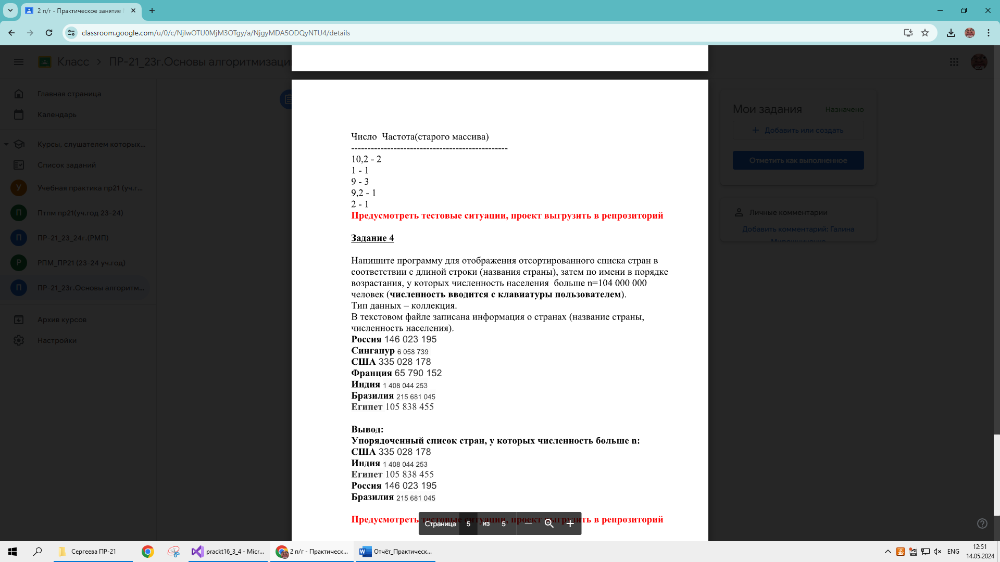 2 п/г - Практическое занятие
classroom.google.com/u/0/c/NjIwOTU0MjM3OTgy/a/NjgyMDA5ODQyNTU4/details
Класс > ПР-21_23г.Основы алгоритмизаци
Главная страница
Календарь
Курсы, слушателем которых...
Список заданий
У Учебная практика пр21 (уч.г...
П Птпм пр21(уч.год 23-24)
П ПР-21_23_24г.(РМП)
Р РПМ_ПР21 (23-24 уч.год)
П ПР-21_23г.Основы алгоритм...
Архив курсов
Настройки
Число Частота(старого массива)
------------------------------------------------
10,2 - 2
1 - 1
9 - 3
9,2 - 1
2 - 1
Предусмотреть тестовые ситуации, проект выгрузить в репрозиторий
Задание 4
Напишите программу для отображения отсортированного списка стран в
соответствии с длиной строки (названия страны), затем по имени в порядке
возрастания, у которых численность населения больше n=104 000 000
человек (численность вводится с клавиатуры пользователем).
Тип данных – коллекция.
В текстовом файле записана информация о странах (название страны,
численность населения).
Россия 146 023 195
Сингапур 6 058 739
США 335 028 178
Франция 65 790 152
Индия 1 408 044 253
Бразилия 215 681 045
Египет 105 838 455
Вывод:
Упорядоченный список стран, у которых численность больше n:
США 335 028 178
Индия 1 408 044 253
Египет 105 838 455
Россия 146 023 195
Бразилия 215 681 045
Предусмотреть тестовые ситуации, проект выгрузить в репрозиторий
Страница 5 из 5
Мои задания Назначено
+ Добавить или создать
Отметить как выполненное
Личные комментарии
Добавить комментарий: Галина
Сергеева ПР-21
prackt16_3_4 - Micr...
2 п/г - Практическ...
Отчёт_Практическ...
ENG
12:51
14.05.2024